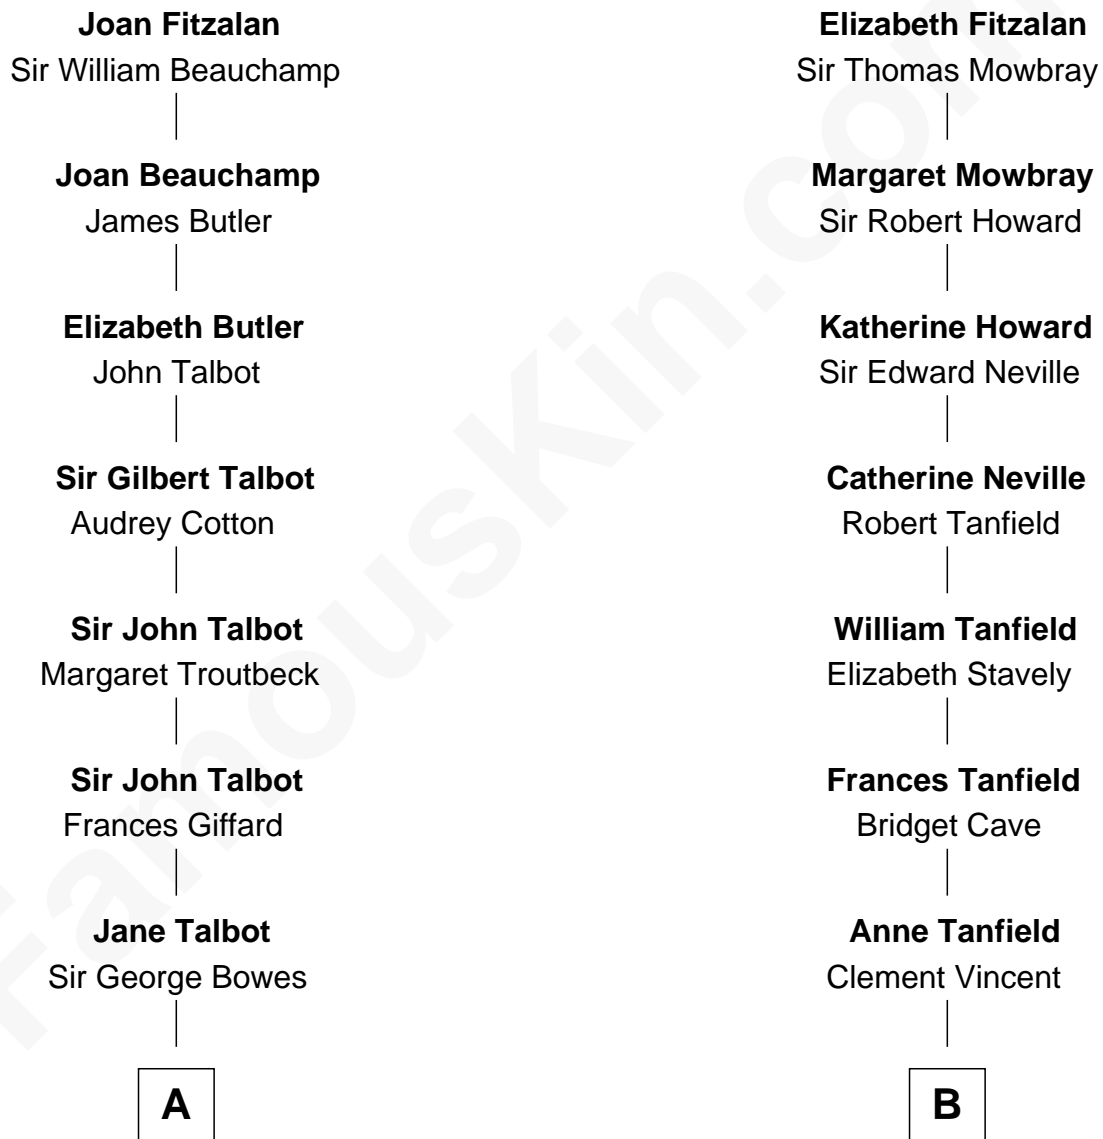 Joan Fitzalan
Sir William Beauchamp
Joan Beauchamp
James Butler
Elizabeth Butler
John Talbot
Sir Gilbert Talbot
Audrey Cotton
Sir John Talbot
Margaret Troutbeck
Sir John Talbot
Frances Giffard
Jane Talbot
Sir George Bowes
A
Elizabeth Fitzalan
Sir Thomas Mowbray
Margaret Mowbray
Sir Robert Howard
Katherine Howard
Sir Edward Neville
Catherine Neville
Robert Tanfield
William Tanfield
Elizabeth Stavely
Frances Tanfield
Bridget Cave
Anne Tanfield
Clement Vincent
B
FamousKin.com